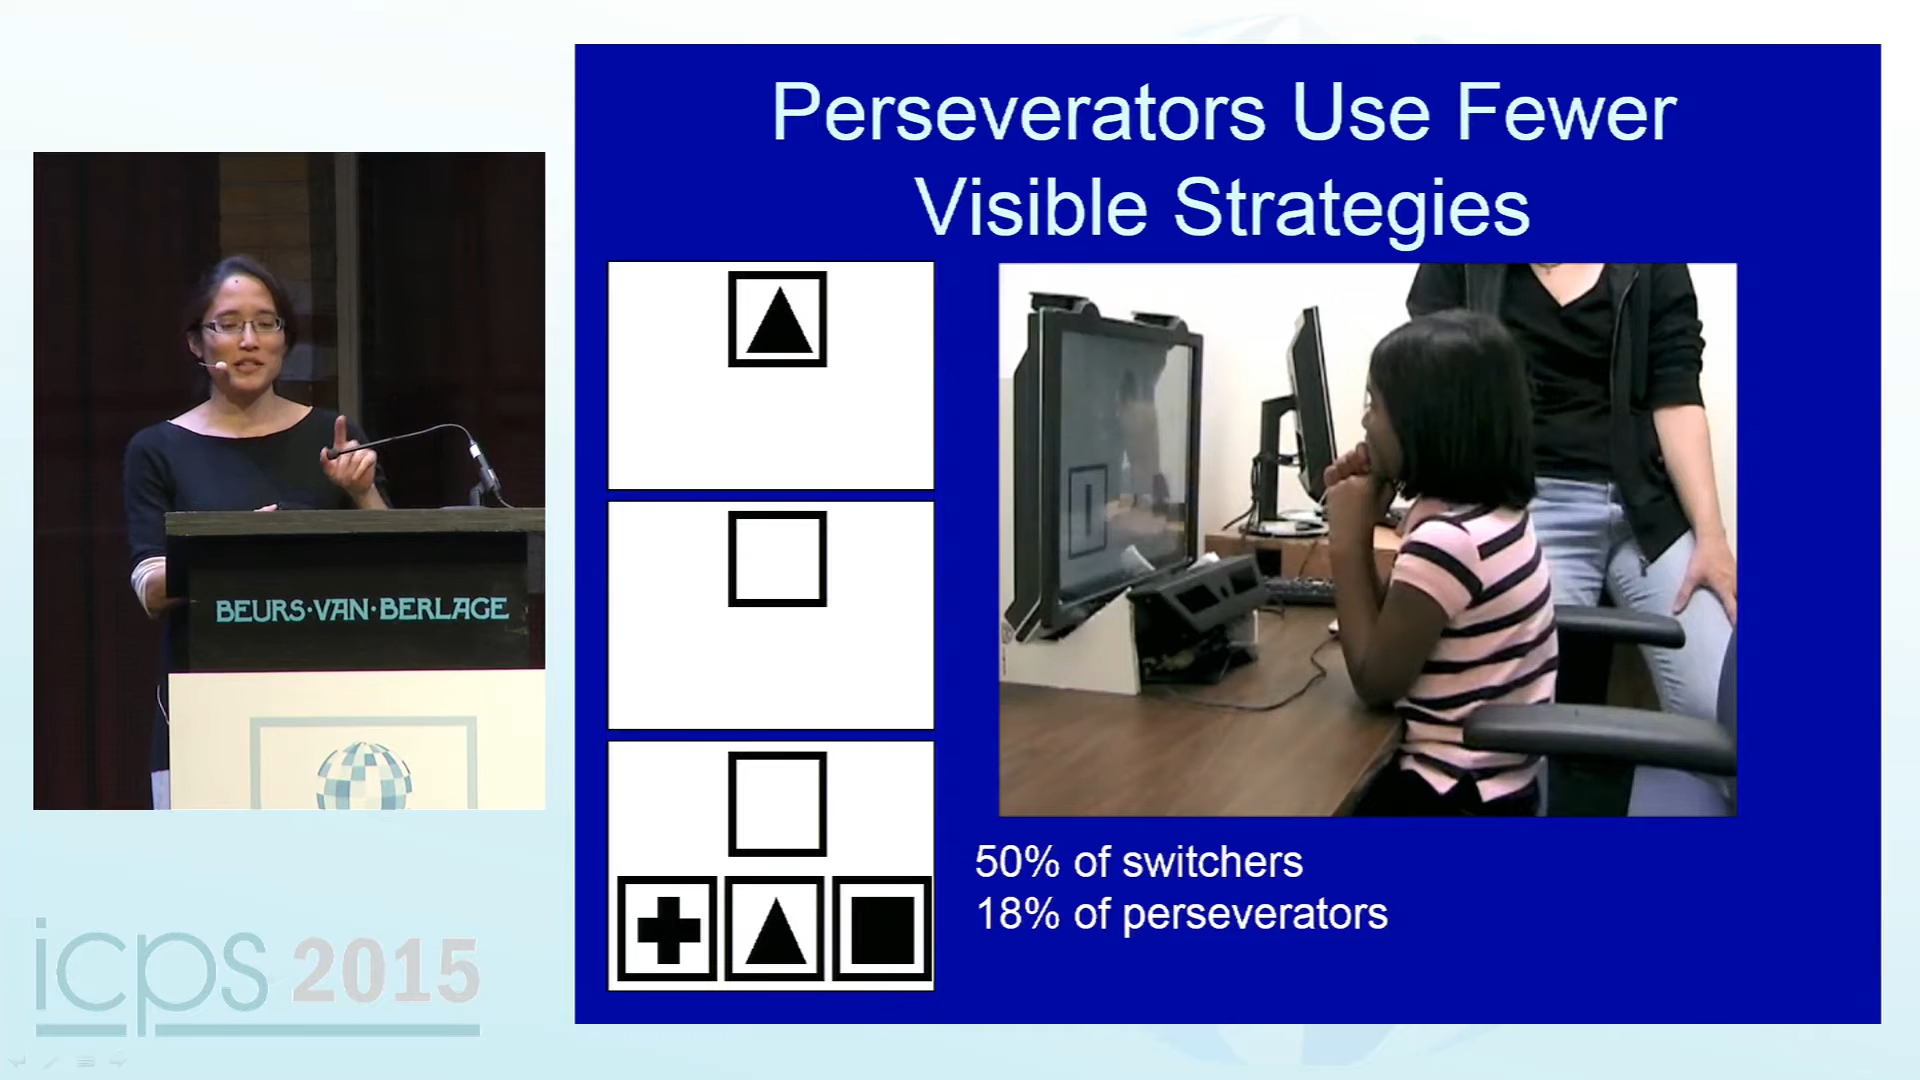 Perseverators Use Fewer
Visible Strategies
BEURS·VAN·BERLAGE
50% of switchers
18% of perseverators
icps 2015